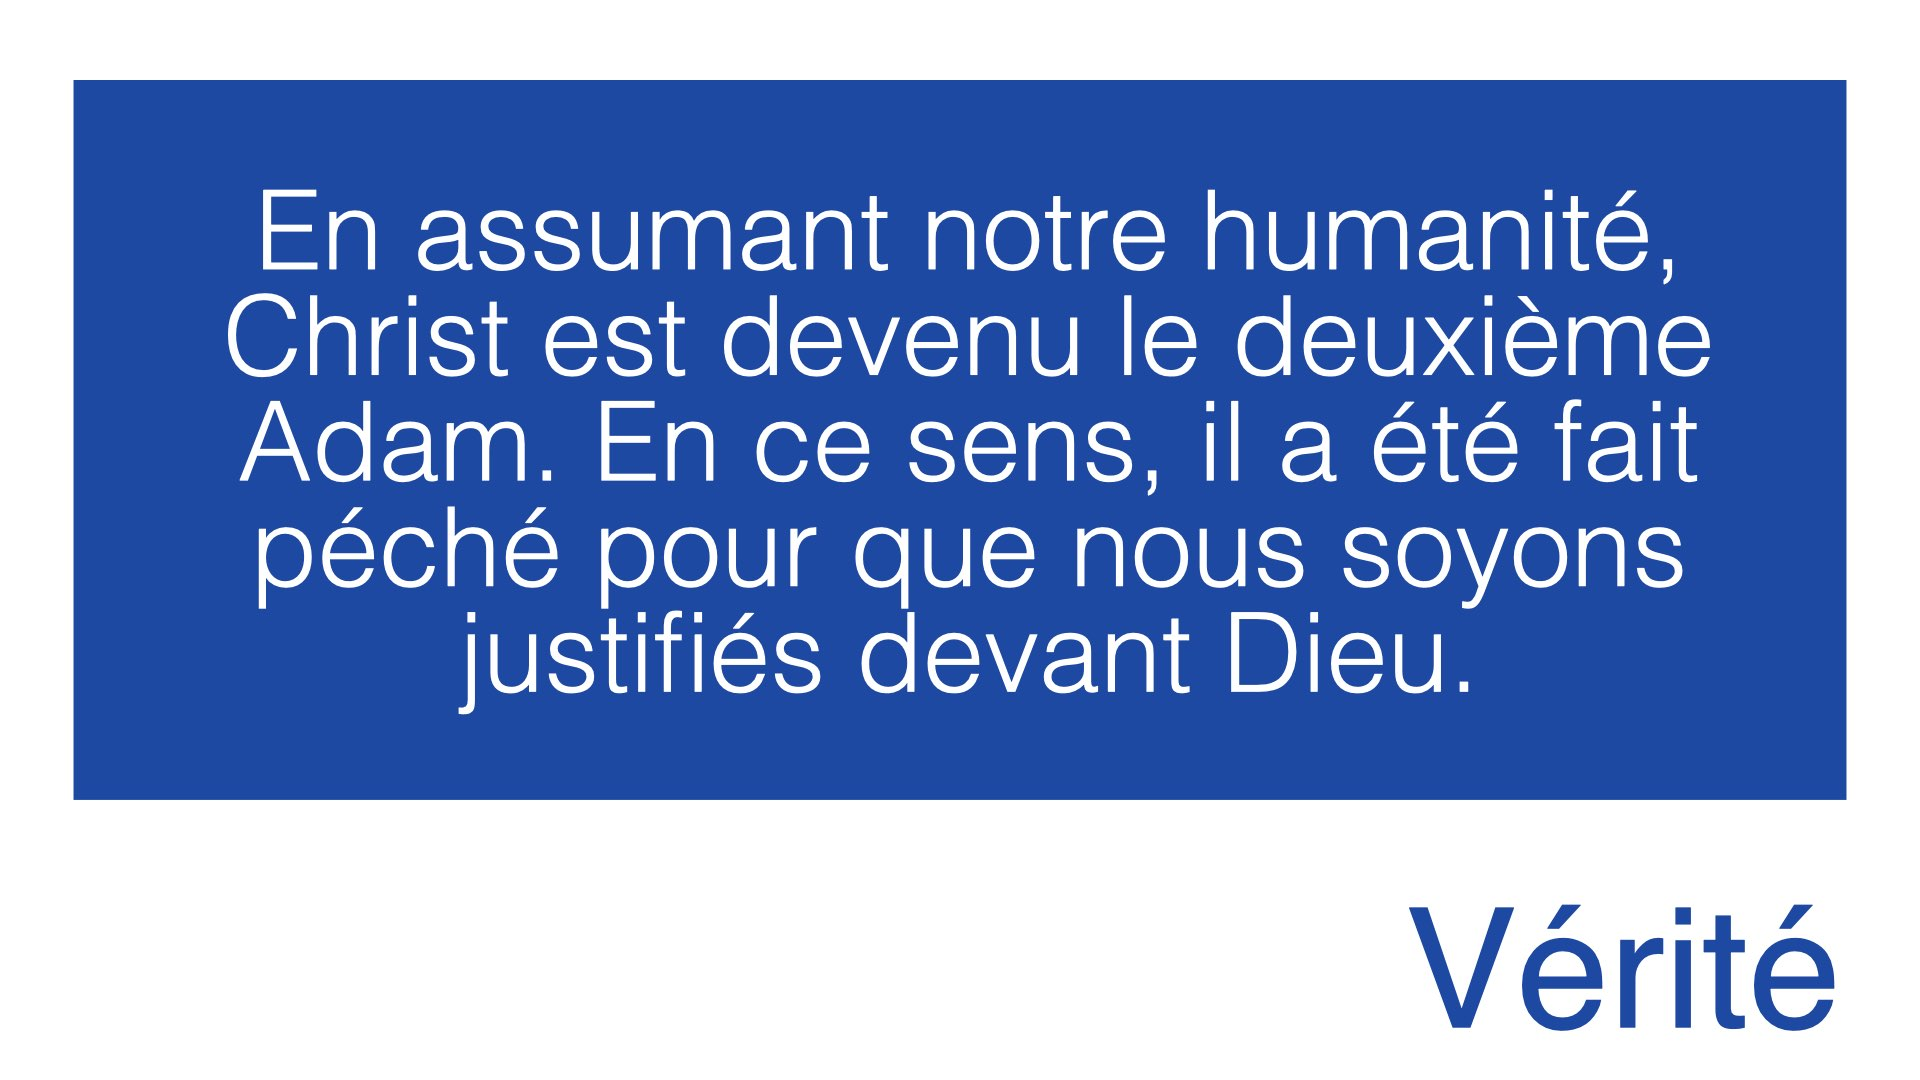 En assumant notre humanité,
Christ est devenu le deuxième
Adam. En ce sens, il a été fait
péché pour que nous soyons
justifiés devant Dieu.
Vérité